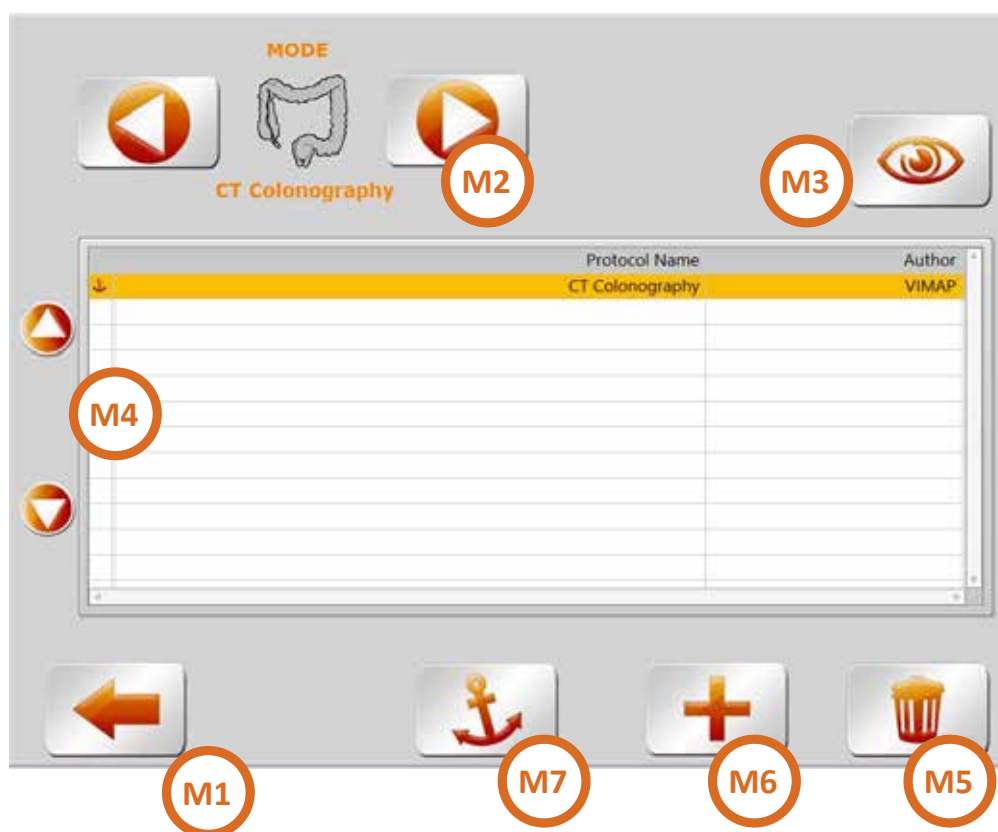 MODE
CT Colonography
M2
M3
Protocol Name Author
CT Colonography VIMAP
M4
M7
M6
M5
M1